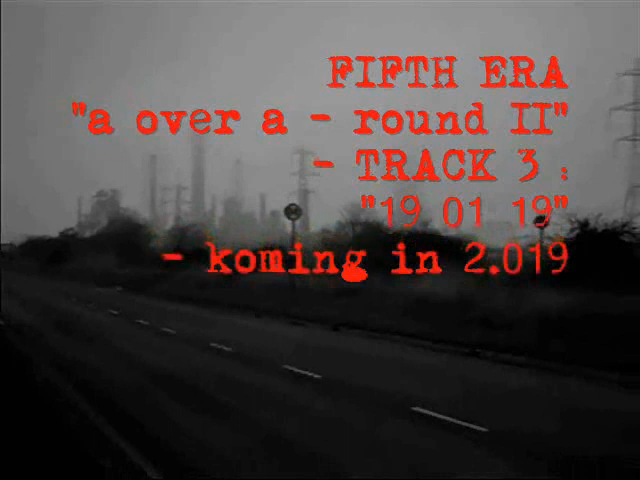 FIFTH ERA
"a over a - round II"
- TRACK 3 :
"19 01 19"
- koming in 2.019